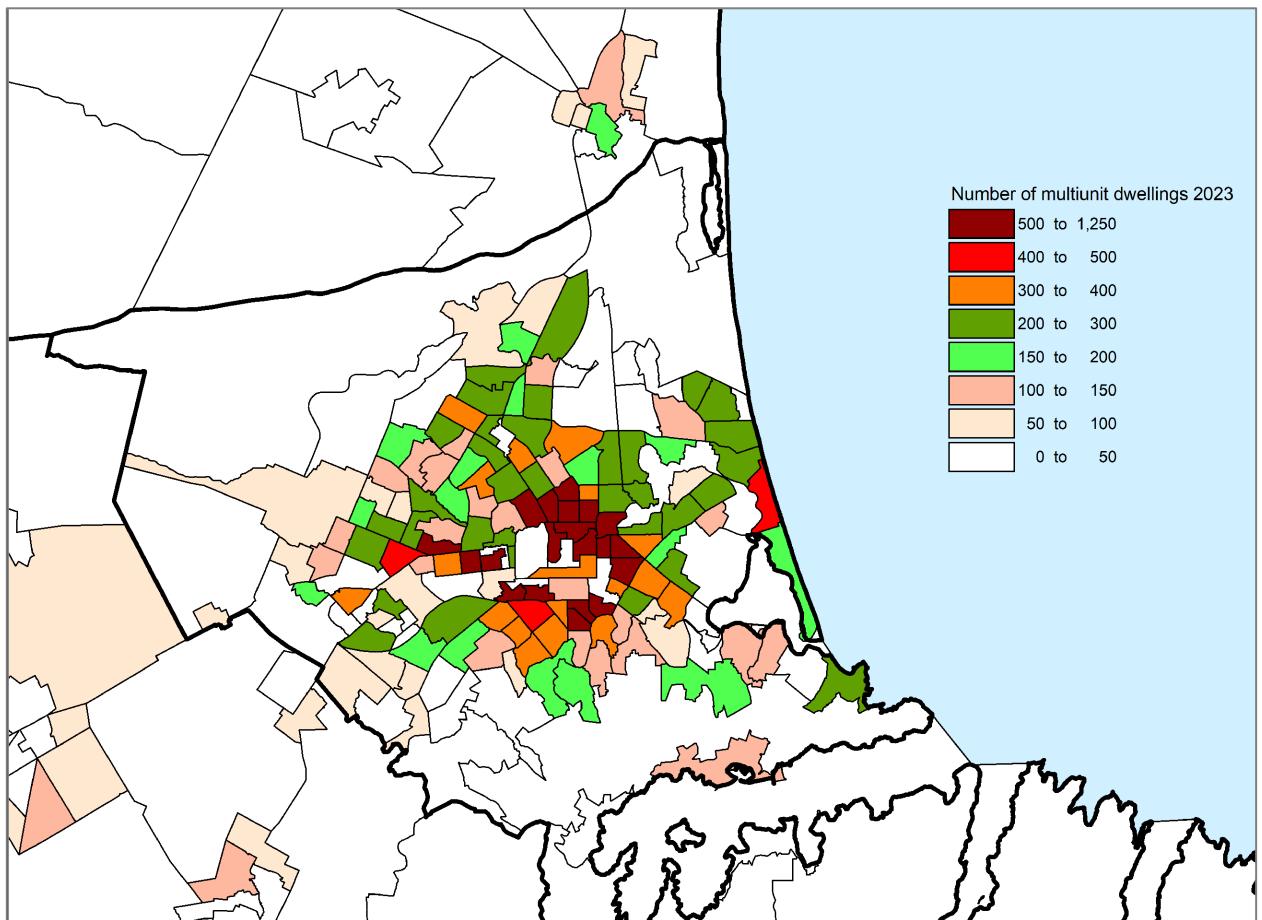 Number of multiunit dwellings 2023
500 to 1,250
400 to 500
300 to 400
200 to 300
150 to 200
100 to 150
50 to 100
0 to 50